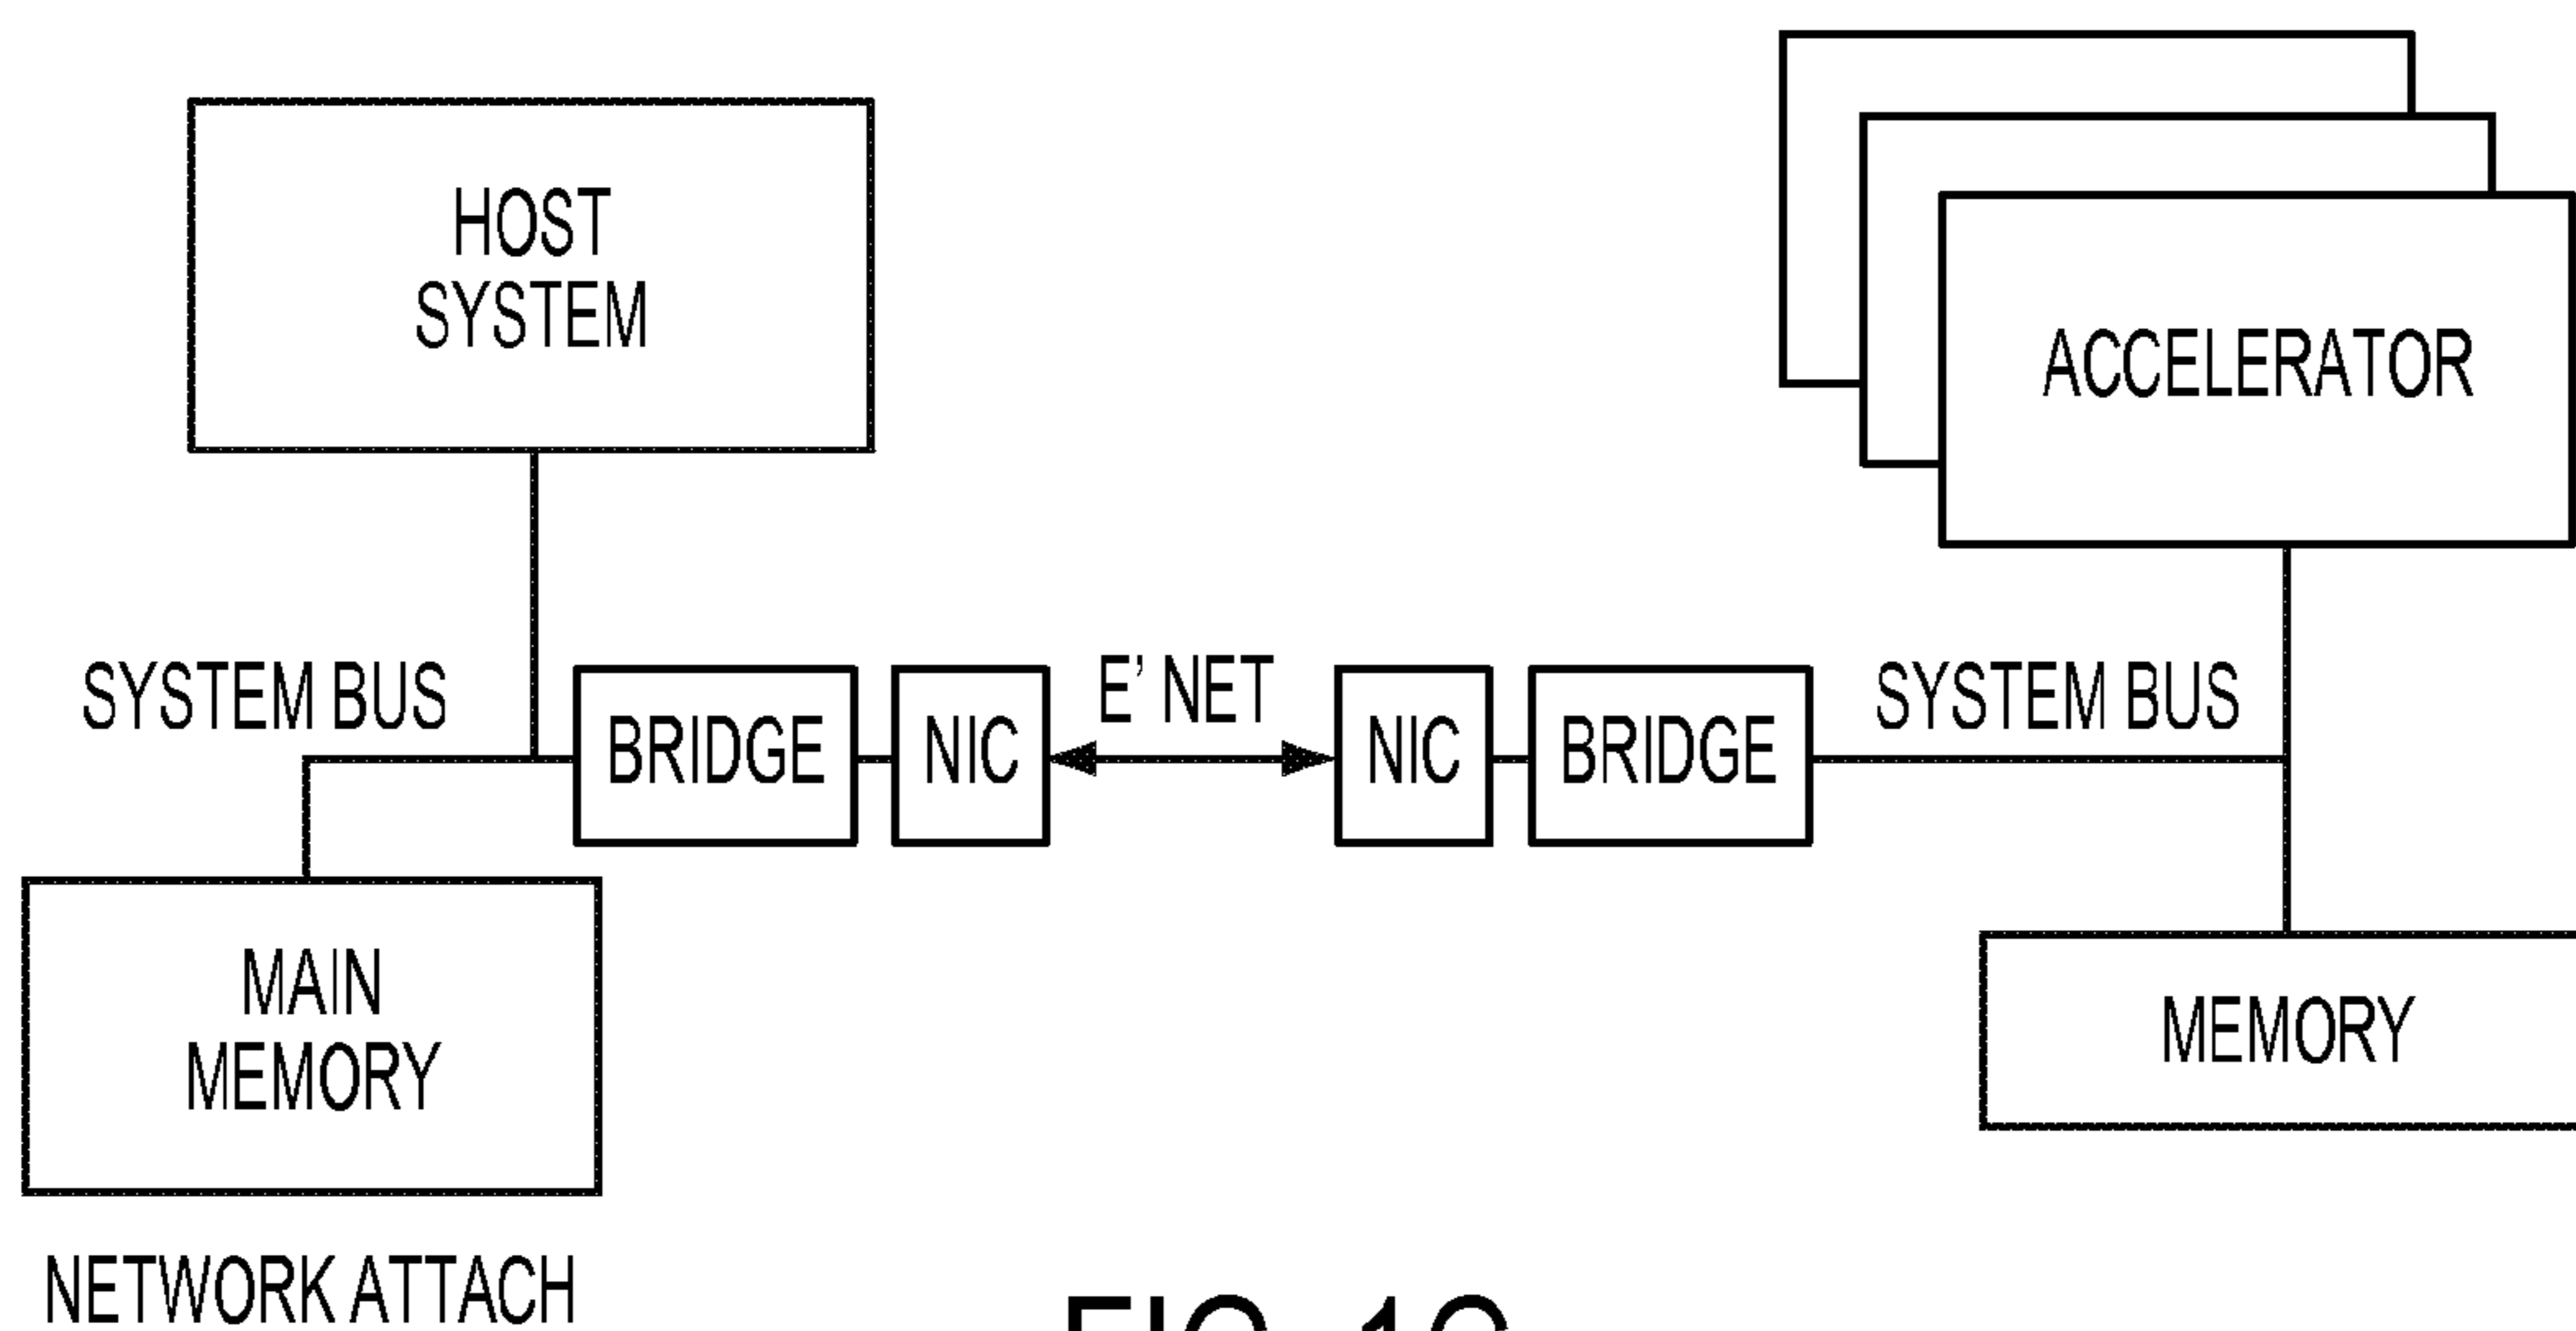 HOST
SYSTEM
ACCELERATOR
SYSTEM BUS
BRIDGE
NIC
E' NET
NIC
BRIDGE
SYSTEM BUS
MAIN
MEMORY
MEMORY
NETWORK ATTACH